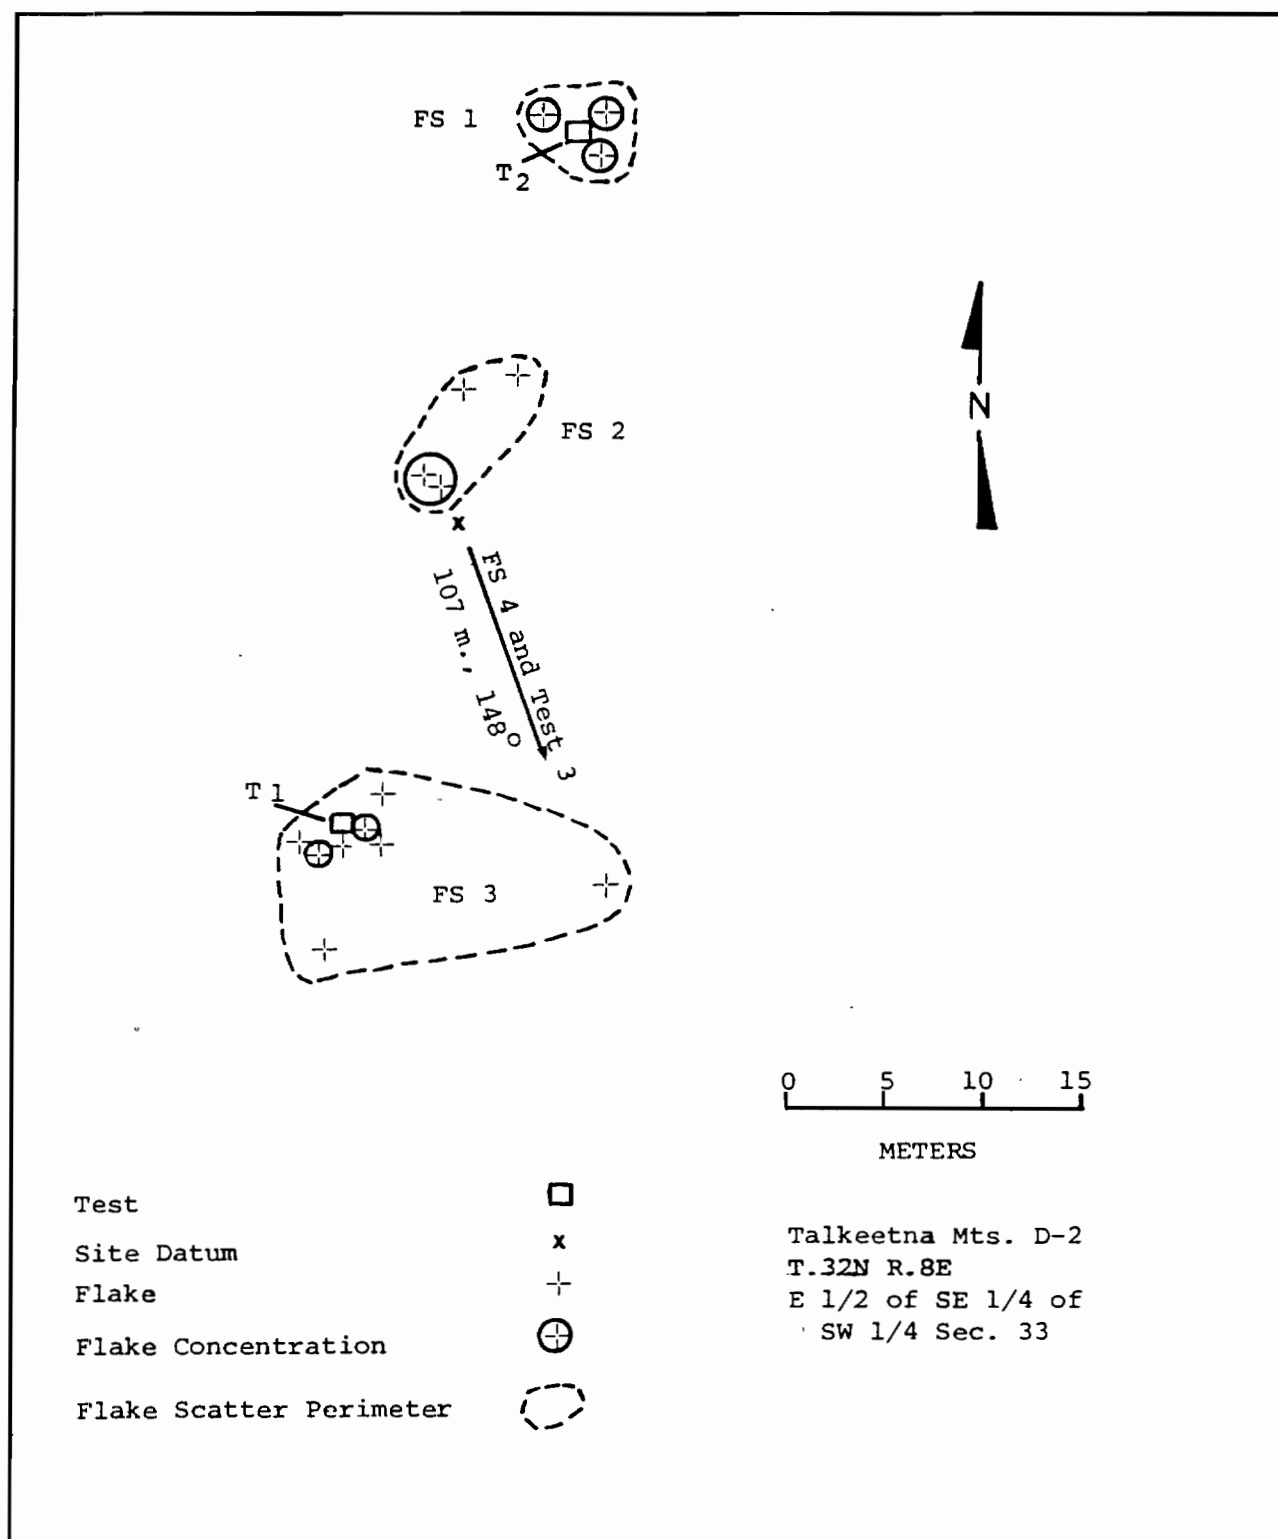 FS 1
T2
N
FS 2
FS 4 and Test 3
107 m., 148°
T 1
FS 3
0 5 10 15
METERS
Test
Site Datum x
Flake
Flake Concentration
Flake Scatter Perimeter
Talkeetna Mts. D-2
T.32N R.8E
E 1/2 of SE 1/4 of
SW 1/4 Sec. 33